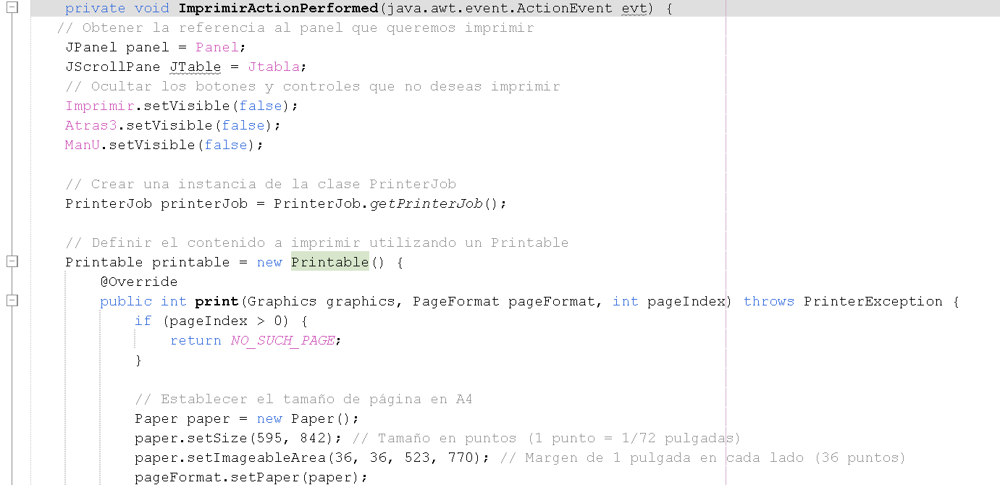 private void ImprimirActionPerformed(java.awt.event.ActionEvent evt) {
// Obtener la referencia al panel que queremos imprimir
JPanel panel = Panel;
JScrollPane JTable = Jtabla;
// Ocultar los botones y controles que no deseas imprimir
Imprimir.setVisible(false);
Atras3.setVisible(false);
ManU.setVisible(false);
// Crear una instancia de la clase PrinterJob
PrinterJob printerJob = PrinterJob.getPrinterJob();
// Definir el contenido a imprimir utilizando un Printable
Printable printable = new Printable() {
@Override
public int print(Graphics graphics, PageFormat pageFormat, int pageIndex) throws PrinterException {
if (pageIndex > 0) {
return NO_SUCH_PAGE;
}
// Establecer el tamaño de página en A4
Paper paper = new Paper();
paper.setSize(595, 842); // Tamaño en puntos (1 punto = 1/72 pulgadas)
paper.setImageableArea(36, 36, 523, 770); // Margen de 1 pulgada en cada lado (36 puntos)
pageFormat.setPaper(paper);